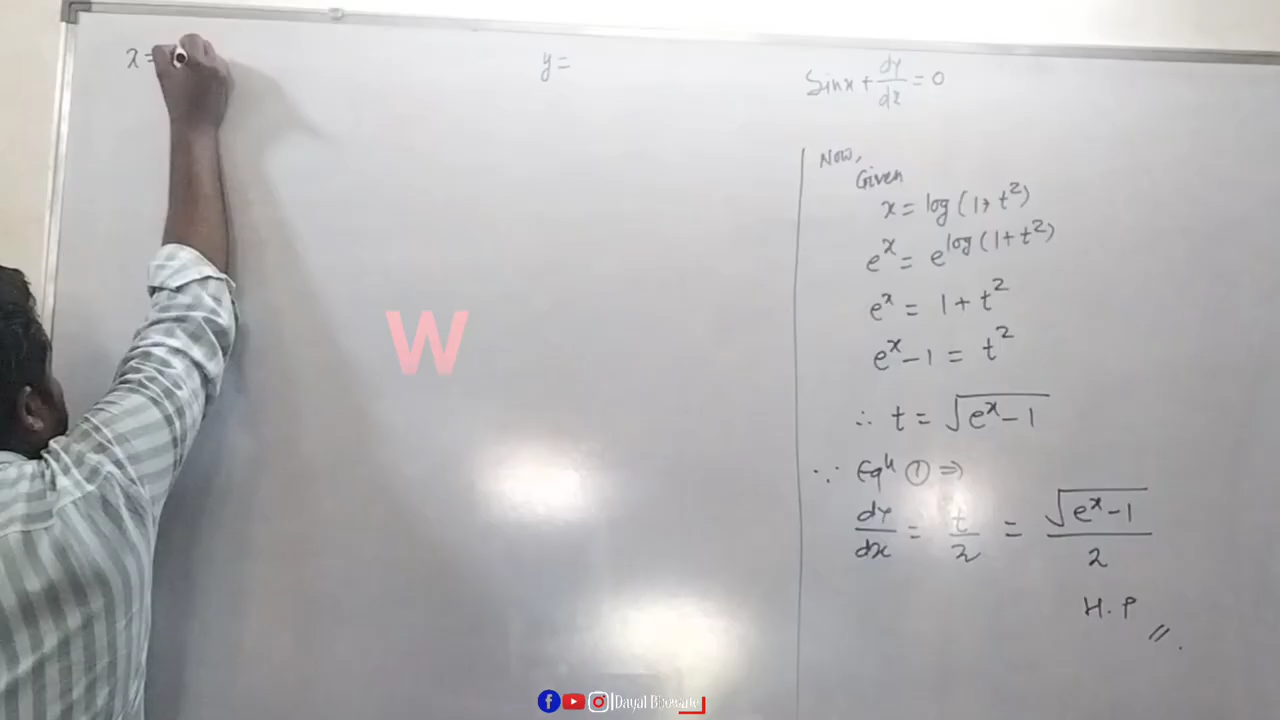 x =
y =
Sinx + dy/dx = 0
Now,
Given
x = log (1+t²)
eˣ = e^log (1+t²)
eˣ = 1 + t²
eˣ - 1 = t²
∴ t = √(eˣ - 1)
∵ Eqⁿ ① ⇒
dy/dx = t/2 = √(eˣ - 1)/2
H.P
W
Dayal Biowate